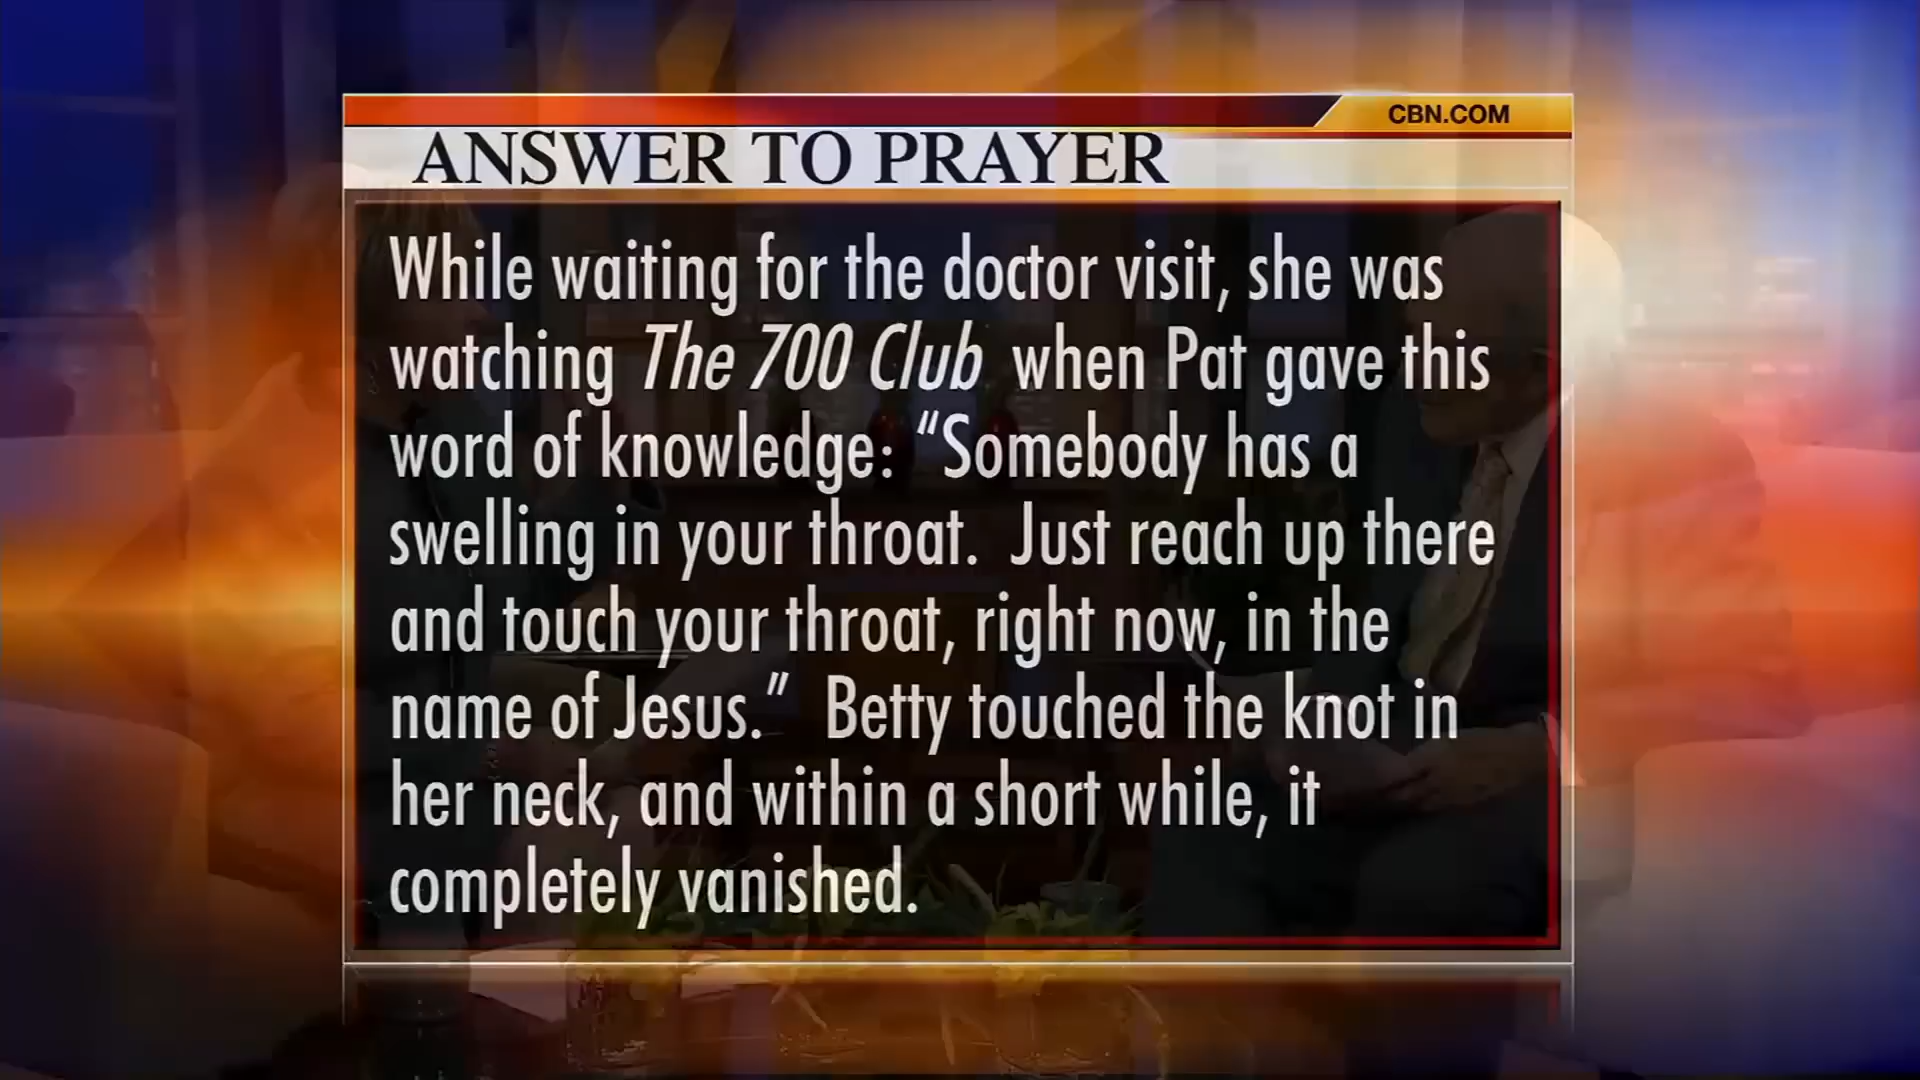 CBN.COM
ANSWER TO PRAYER
While waiting for the doctor visit, she was
watching The 700 Club when Pat gave this
word of knowledge: “Somebody has a
swelling in your throat. Just reach up there
and touch your throat, right now, in the
name of Jesus.” Betty touched the knot in
her neck, and within a short while, it
completely vanished.